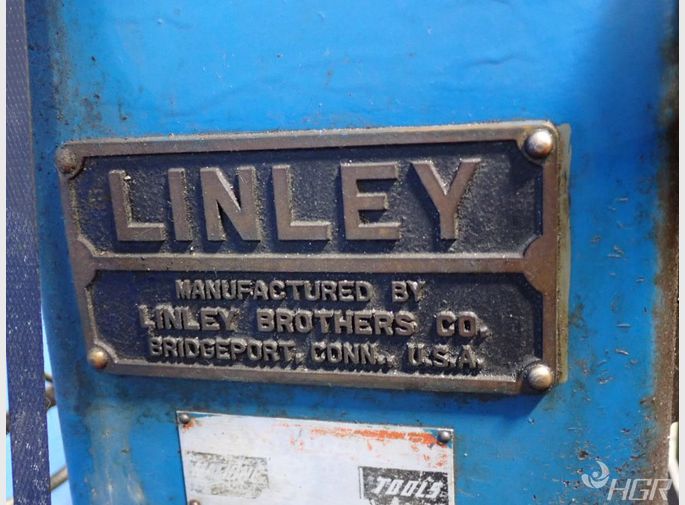 LINLEY
MANUFACTURED BY
LINLEY BROTHERS CO.
BRIDGEPORT, CONN., U.S.A.
TOOLS
HGR